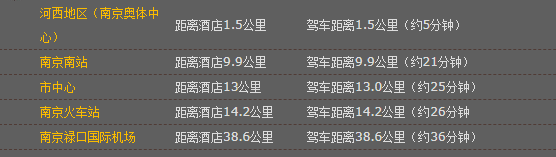 河西地区（南京奥体中心） 距离酒店1.5公里 驾车距离1.5公里（约5分钟）
南京南站 距离酒店9.9公里 驾车距离9.9公里（约21分钟）
市中心 距离酒店13公里 驾车距离13.0公里（约25分钟）
南京火车站 距离酒店14.2公里 驾车距离14.2公里（约26分钟
南京禄口国际机场 距离酒店38.6公里 驾车距离38.6公里（约36分钟）